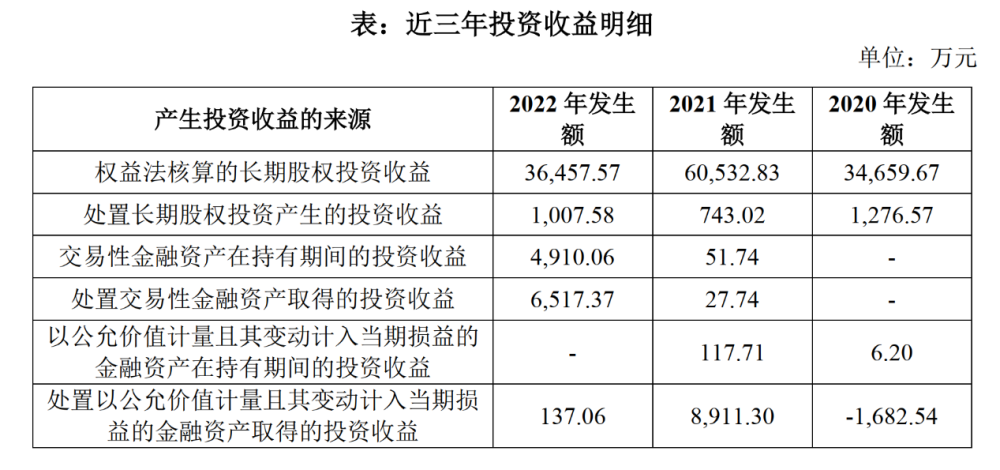 表：近三年投资收益明细
单位：万元
产生投资收益的来源 2022 年发生额 2021 年发生额 2020 年发生额
权益法核算的长期股权投资收益 36,457.57 60,532.83 34,659.67
处置长期股权投资产生的投资收益 1,007.58 743.02 1,276.57
交易性金融资产在持有期间的投资收益 4,910.06 51.74 -
处置交易性金融资产取得的投资收益 6,517.37 27.74 -
以公允价值计量且其变动计入当期损益的金融资产在持有期间的投资收益 - 117.71 6.20
处置以公允价值计量且其变动计入当期损益的金融资产取得的投资收益 137.06 8,911.30 -1,682.54